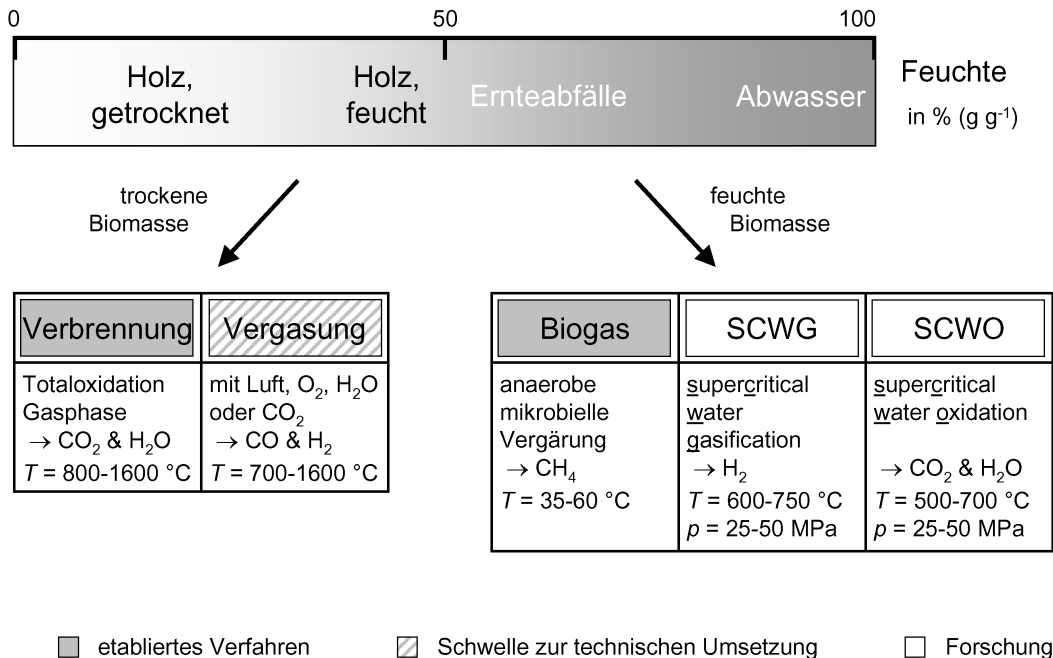 0 50 100
Holz,
getrocknet
Holz,
feucht
Ernteabfälle
Abwasser
Feuchte
in % (g g⁻¹)
trockene
Biomasse
feuchte
Biomasse
Verbrennung
Totaloxidation
Gasphase
→ CO₂ & H₂O
T = 800-1600 °C
Vergasung
mit Luft, O₂, H₂O
oder CO₂
→ CO & H₂
T = 700-1600 °C
Biogas
anaerobe
mikrobielle
Vergärung
→ CH₄
T = 35-60 °C
SCWG
supercritical
water
gasification
→ H₂
T = 600-750 °C
p = 25-50 MPa
SCWO
supercritical
water oxidation
→ CO₂ & H₂O
T = 500-700 °C
p = 25-50 MPa
etabliertes Verfahren
Schwelle zur technischen Umsetzung
Forschung